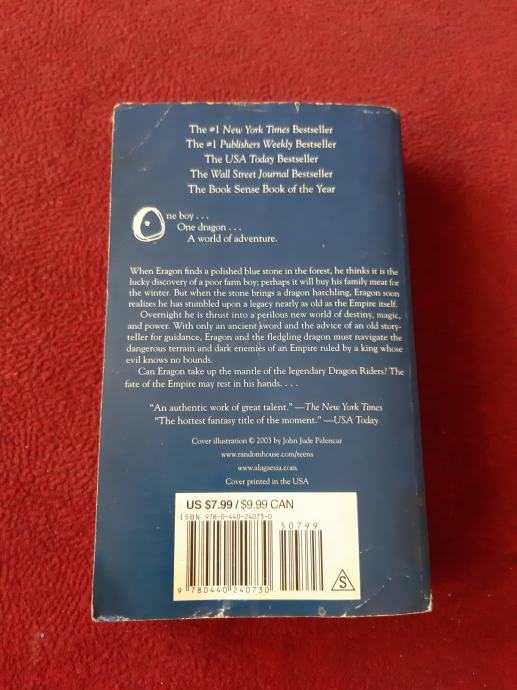 The #1 New York Times Bestseller
The #1 Publishers Weekly Bestseller
The USA Today Bestseller
The Wall Street Journal Bestseller
The Book Sense Book of the Year
One boy . . .
One dragon . . .
A world of adventure.
When Eragon finds a polished blue stone in the forest, he thinks it is the
lucky discovery of a poor farm boy; perhaps it will buy his family meat for
the winter. But when the stone brings a dragon hatchling, Eragon soon
realizes he has stumbled upon a legacy nearly as old as the Empire itself.
Overnight he is thrust into a perilous new world of destiny, magic,
and power. With only an ancient sword and the advice of an old story-
teller for guidance, Eragon and the fledgling dragon must navigate the
dangerous terrain and dark enemies of an Empire ruled by a king whose
evil knows no bounds.
Can Eragon take up the mantle of the legendary Dragon Riders? The
fate of the Empire may rest in his hands. . . .
"An authentic work of great talent." —The New York Times
"The hottest fantasy title of the moment." —USA Today
Cover illustration © 2003 by John Jude Palencar
www.randomhouse.com/teens
www.alagaesia.com
Cover printed in the USA
US $7.99 / $9.99 CAN
ISBN 978-0-440-24073-0
50799
9 780440 240730
S